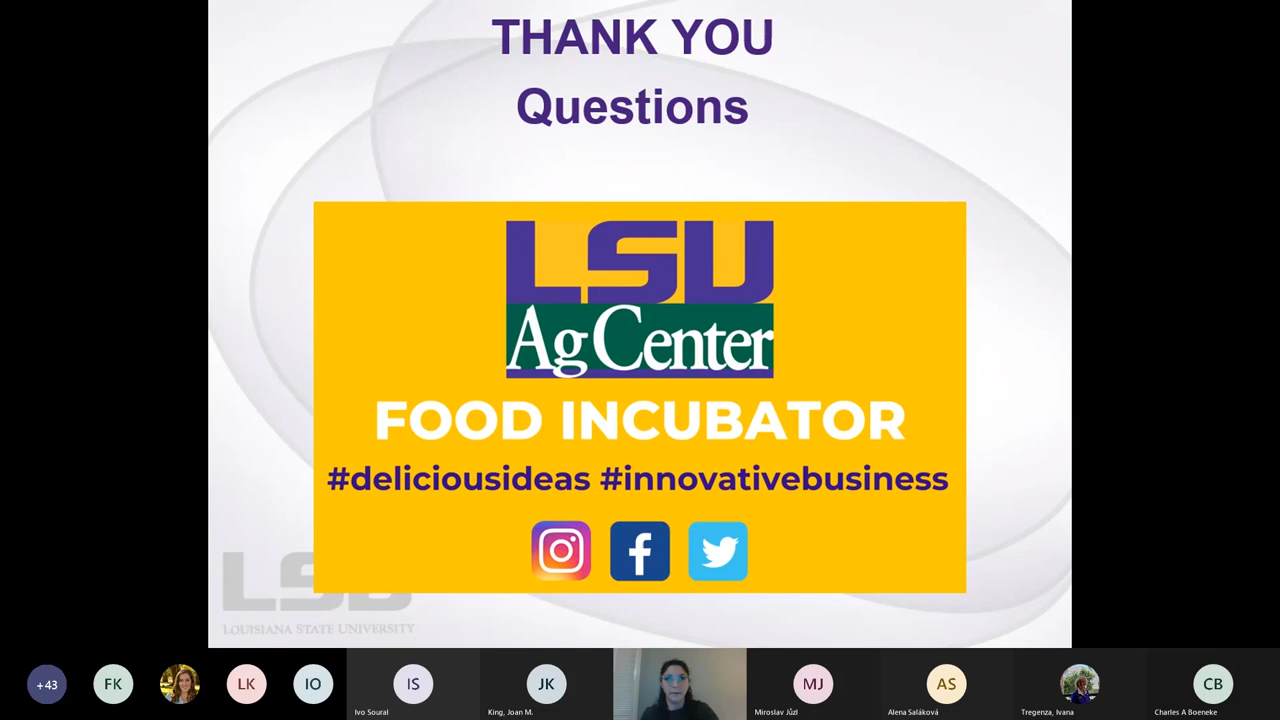 THANK YOU
Questions
LSU
AgCenter
FOOD INCUBATOR
#deliciousideas #innovativebusiness
LSU
LOUISIANA STATE UNIVERSITY
+43
FK
LK
IO
IS
JK
MJ
AS
CB
Ivo Soural
King, Joan M.
Miroslav Jůzl
Alena Saláková
Tregenza, Ivana
Charles A Boeneke